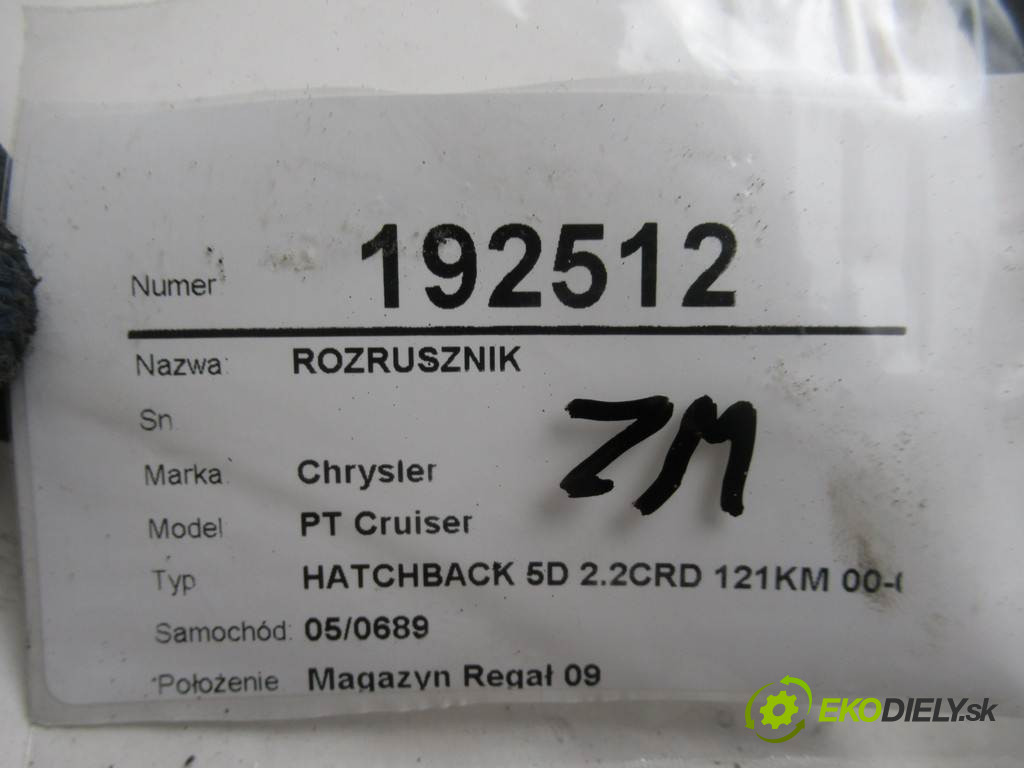 Numer 192512
Nazwa: ROZRUSZNIK
Sn
ZM
Marka Chrysler
Model PT Cruiser
Typ HATCHBACK 5D 2.2CRD 121KM 00-0
Samochód: 05/0689
Położenie Magazyn Regał 09
EKODIELY.sk